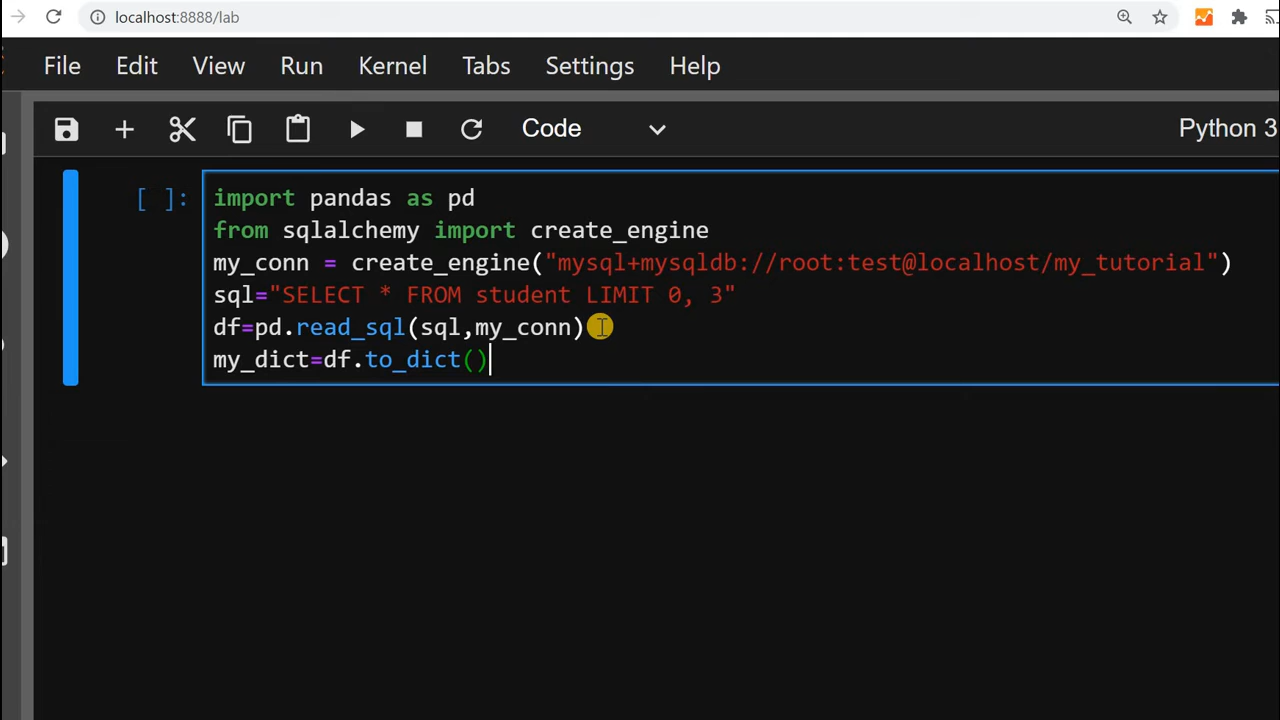 localhost:8888/lab
File Edit View Run Kernel Tabs Settings Help
Code Python 3
[ ]: import pandas as pd
from sqlalchemy import create_engine
my_conn = create_engine("mysql+mysqldb://root:test@localhost/my_tutorial")
sql="SELECT * FROM student LIMIT 0, 3"
df=pd.read_sql(sql,my_conn)
my_dict=df.to_dict()